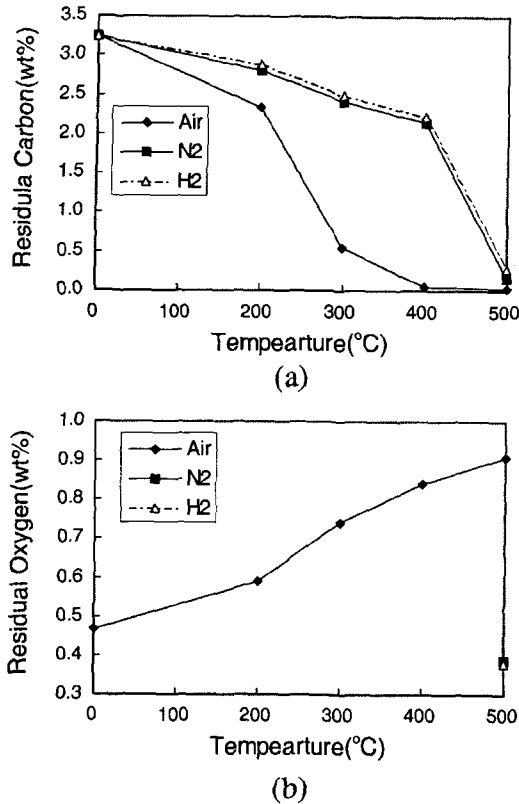 3.5
3.0
2.5
2.0
1.5
1.0
0.5
0.0
Residula Carbon(wt%)
Air
N2
H2
0 100 200 300 400 500
Tempearture(°C)
(a)
1.0
0.9
0.8
0.7
0.6
0.5
0.4
0.3
Residual Oxygen(wt%)
Air
N2
H2
0 100 200 300 400 500
Tempearture(°C)
(b)